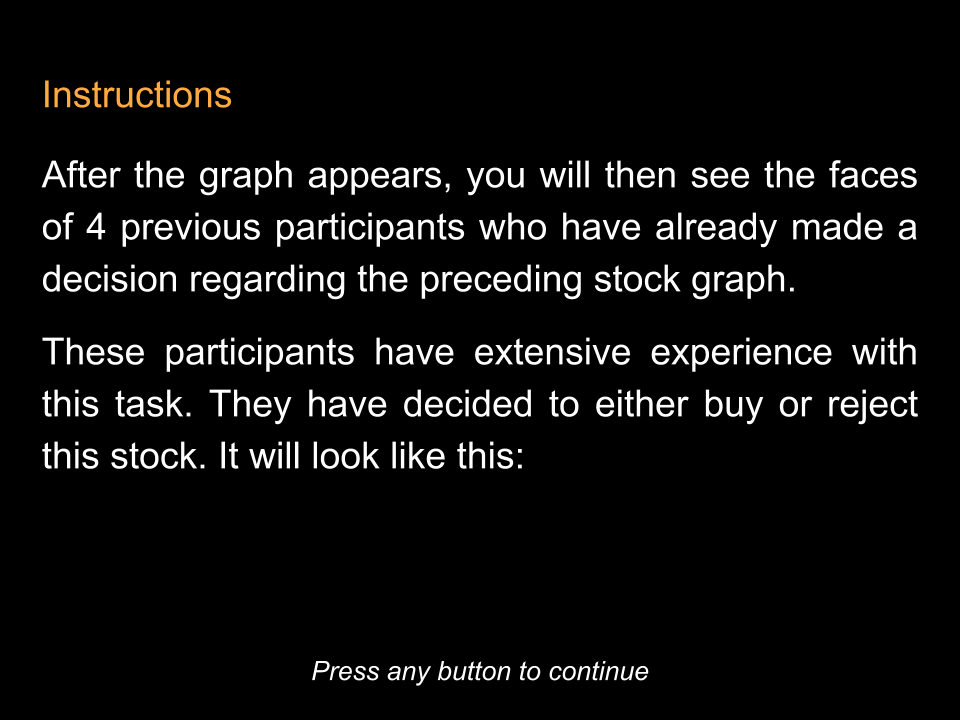 Instructions
After the graph appears, you will then see the faces
of 4 previous participants who have already made a
decision regarding the preceding stock graph.
These participants have extensive experience with
this task. They have decided to either buy or reject
this stock. It will look like this:
Press any button to continue